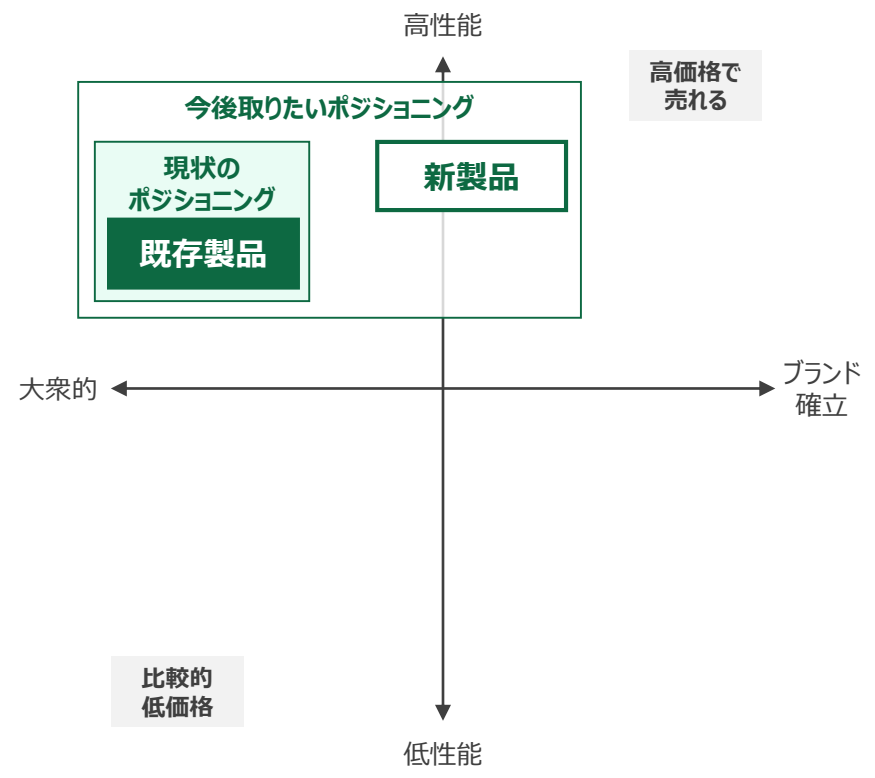 高性能
高価格で
売れる
今後取りたいポジショニング
現状の
ポジショニング
既存製品
新製品
大衆的
ブランド
確立
比較的
低価格
低性能